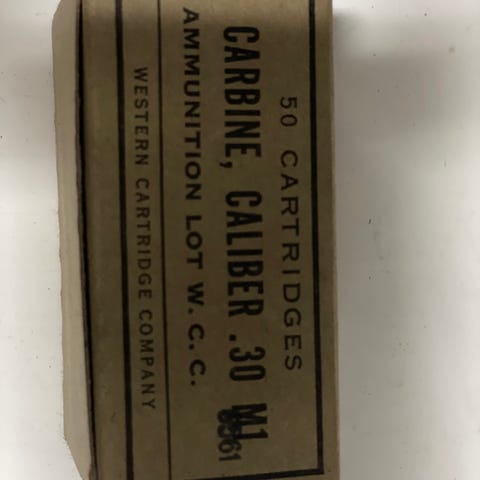 50 CARTRIDGES
CARBINE, CALIBER .30 M1
AMMUNITION LOT W. C. C.
WESTERN CARTRIDGE COMPANY